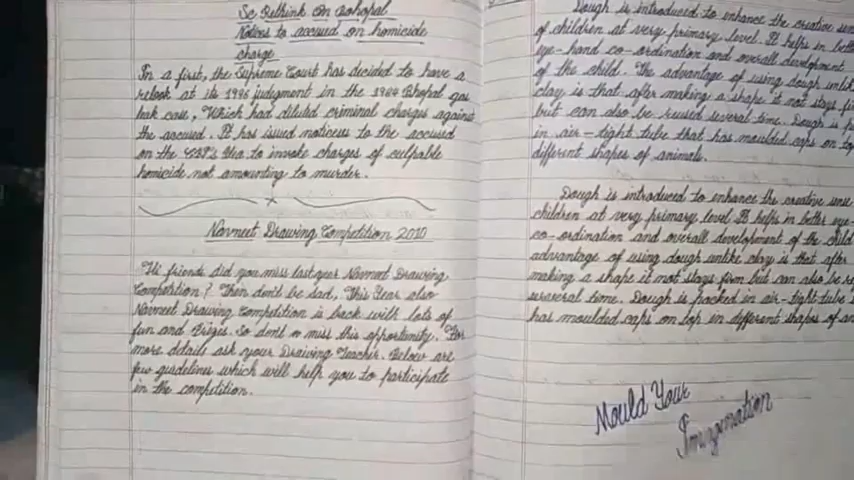 Sc Rethink on Bohopal
Notices to accused on homicide
charge
In a first, the Supreme Court has decided to have a
relook at its 1996 judgment in the 1984 Bhopal gas
leak case, Which had diluted criminal charges against
the accused. It has issued noticess to the accused
on the plea to invoke charges of culpable
homicide not amounting to murder.
Navneet Drawing Competition 2010
"Hi friends did you miss last year Navneet Drawing
Competition? Then don't be sad, This Year also
Navneet Drawing Competition is back with lots of
fun and Prizes. So don't miss this opportunity. For
more details ask your Drawing Teacher. Below are
few guidelines which will help you to participate
in the competition.
Dough is introduced to enhance the creative
of children at very primary level. It helps in
eye-hand co-ordination and overall development
of the child. The advantage of using dough
clay is that after making a shape it not stays
but can also be reused several time. Dough is
in air-tight tube that has moulded caps on
different shapes of animals.
Dough is introduced to enhance the creative
children at very primary level. It helps in better eye-
co-ordination and overall development of the child
advantage of using dough unlike clay is that after
making a shape it not stays firm but can also be
serveral time. Dough is packed in air-tight tube
has moulded caps on top in different shapes of
Mould Your
Imagenation